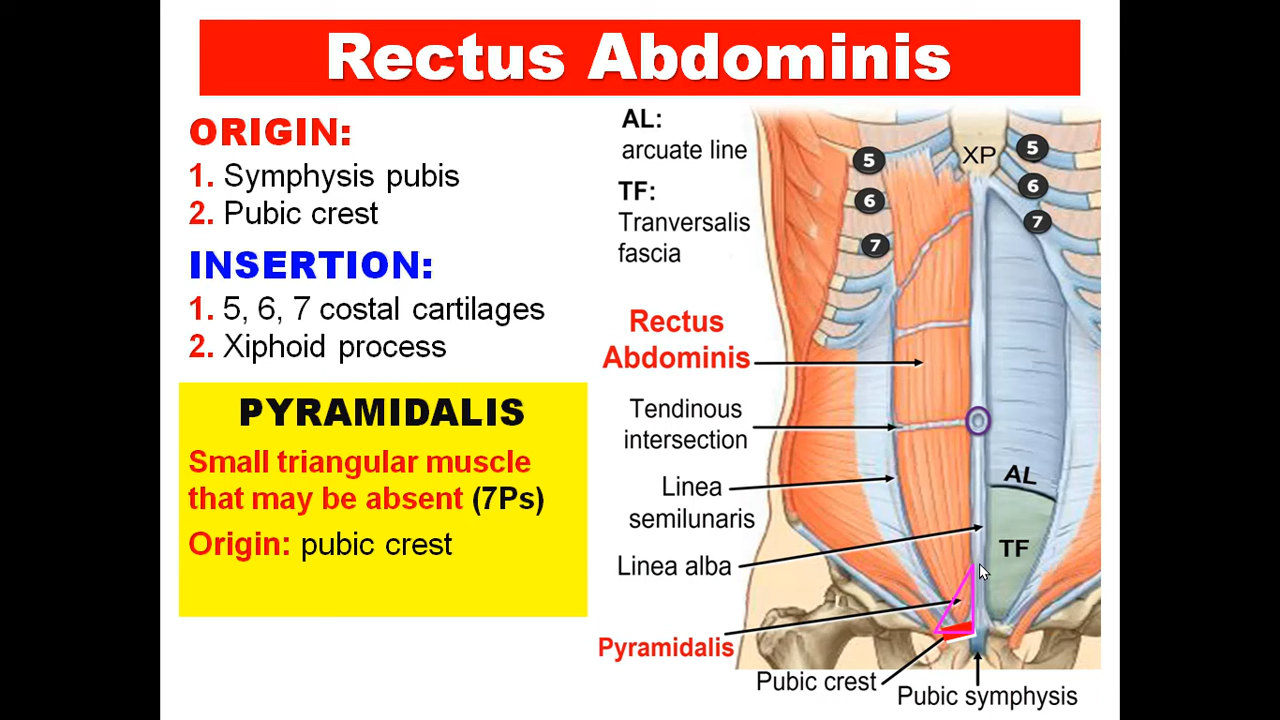 Rectus Abdominis
ORIGIN:
1. Symphysis pubis
2. Pubic crest
INSERTION:
1. 5, 6, 7 costal cartilages
2. Xiphoid process
PYRAMIDALIS
Small triangular muscle
that may be absent (7Ps)
Origin: pubic crest
AL:
arcuate line
TF:
Tranversalis
fascia
Rectus
Abdominis
Tendinous
intersection
Linea
semilunaris
Linea alba
Pyramidalis
Pubic crest
Pubic symphysis
XP
5
6
7
5
6
7
AL
TF